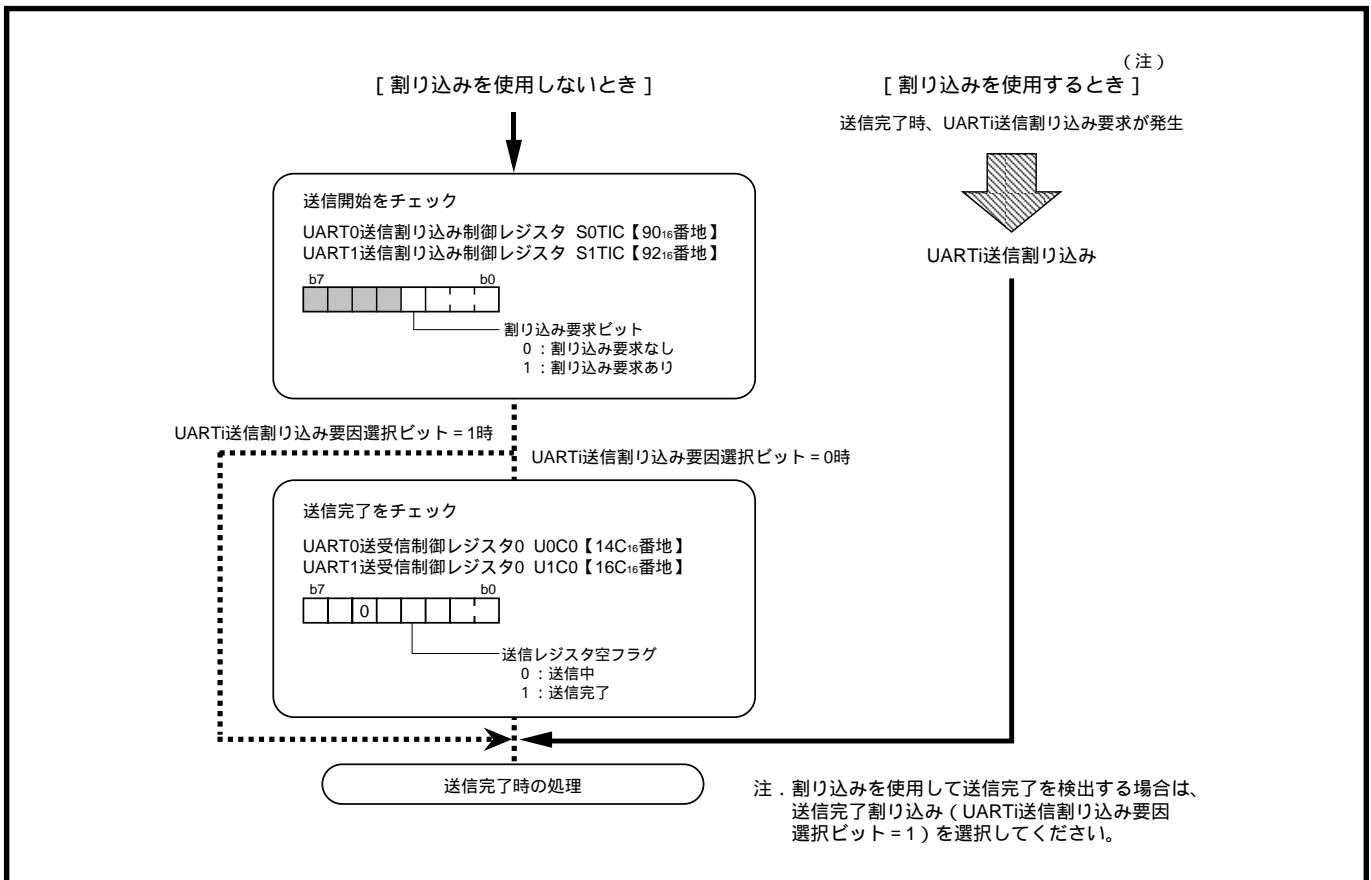 [ 割り込みを使用しないとき ]
送信開始をチェック
UART0送信割り込み制御レジスタ S0TIC【90₁₆番地】
UART1送信割り込み制御レジスタ S1TIC【92₁₆番地】
b7 b0
割り込み要求ビット
0 : 割り込み要求なし
1 : 割り込み要求あり
UARTi送信割り込み要因選択ビット = 1時
UARTi送信割り込み要因選択ビット = 0時
送信完了をチェック
UART0送受信制御レジスタ0 U0C0【14C₁₆番地】
UART1送受信制御レジスタ0 U1C0【16C₁₆番地】
b7 b0
0
送信レジスタ空フラグ
0 : 送信中
1 : 送信完了
送信完了時の処理
(注)
[ 割り込みを使用するとき ]
送信完了時、UARTi送信割り込み要求が発生
UARTi送信割り込み
注 . 割り込みを使用して送信完了を検出する場合は、
送信完了割り込み ( UARTi送信割り込み要因
選択ビット = 1 ) を選択してください。